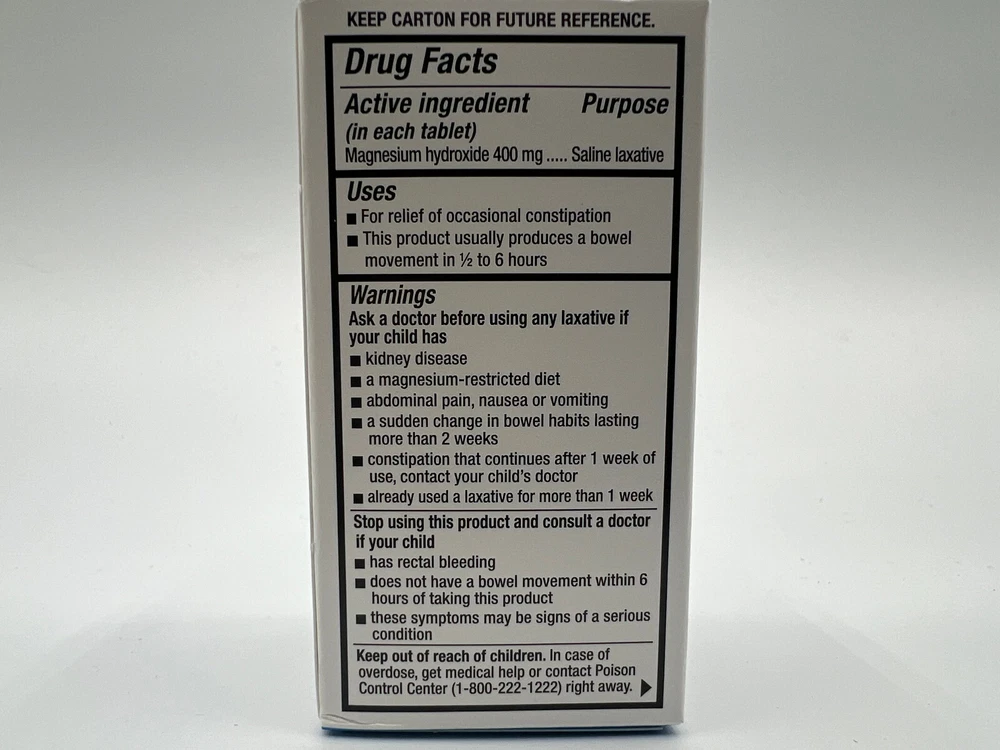 KEEP CARTON FOR FUTURE REFERENCE.
Drug Facts
Active ingredient Purpose
(in each tablet)
Magnesium hydroxide 400 mg ..... Saline laxative
Uses
■ For relief of occasional constipation
■ This product usually produces a bowel
movement in ½ to 6 hours
Warnings
Ask a doctor before using any laxative if
your child has
■ kidney disease
■ a magnesium-restricted diet
■ abdominal pain, nausea or vomiting
■ a sudden change in bowel habits lasting
more than 2 weeks
■ constipation that continues after 1 week of
use, contact your child's doctor
■ already used a laxative for more than 1 week
Stop using this product and consult a doctor
if your child
■ has rectal bleeding
■ does not have a bowel movement within 6
hours of taking this product
■ these symptoms may be signs of a serious
condition
Keep out of reach of children. In case of
overdose, get medical help or contact Poison
Control Center (1-800-222-1222) right away.